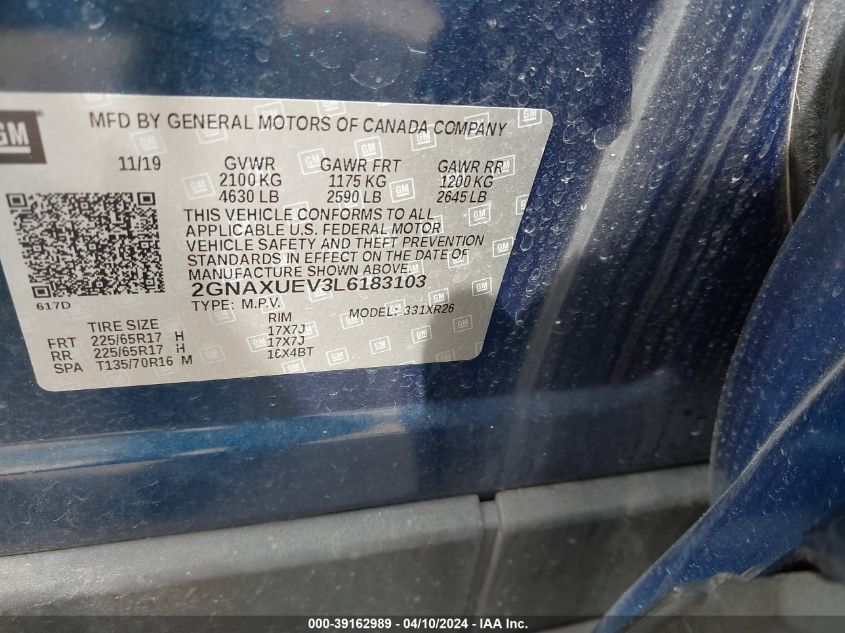 GM
MFD BY GENERAL MOTORS OF CANADA COMPANY
11/19 GVWR GAWR FRT GAWR RR
2100 KG 1175 KG 1200 KG
4630 LB 2590 LB 2645 LB
THIS VEHICLE CONFORMS TO ALL
APPLICABLE U.S. FEDERAL MOTOR
VEHICLE SAFETY AND THEFT PREVENTION
STANDARDS IN EFFECT ON THE DATE OF
MANUFACTURE SHOWN ABOVE.
617D
2GNAXUEV3L6183103
TYPE: M.P.V. MODEL: 331XR26
TIRE SIZE RIM
FRT 225/65R17 H 17X7J
RR 225/65R17 H 17X7J
SPA T135/70R16 M 16X4BT
000-39162989 - 04/10/2024 - IAA Inc.